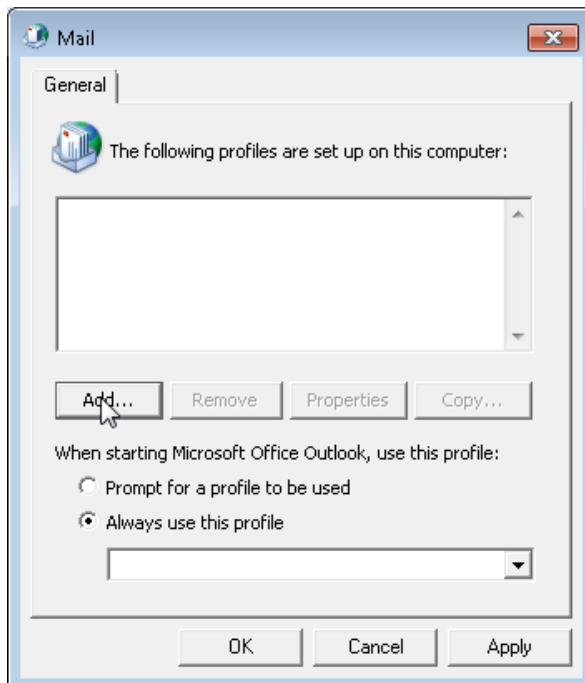 Mail
General
The following profiles are set up on this computer:
Add...
Remove
Properties
Copy...
When starting Microsoft Office Outlook, use this profile:
Prompt for a profile to be used
Always use this profile
OK
Cancel
Apply